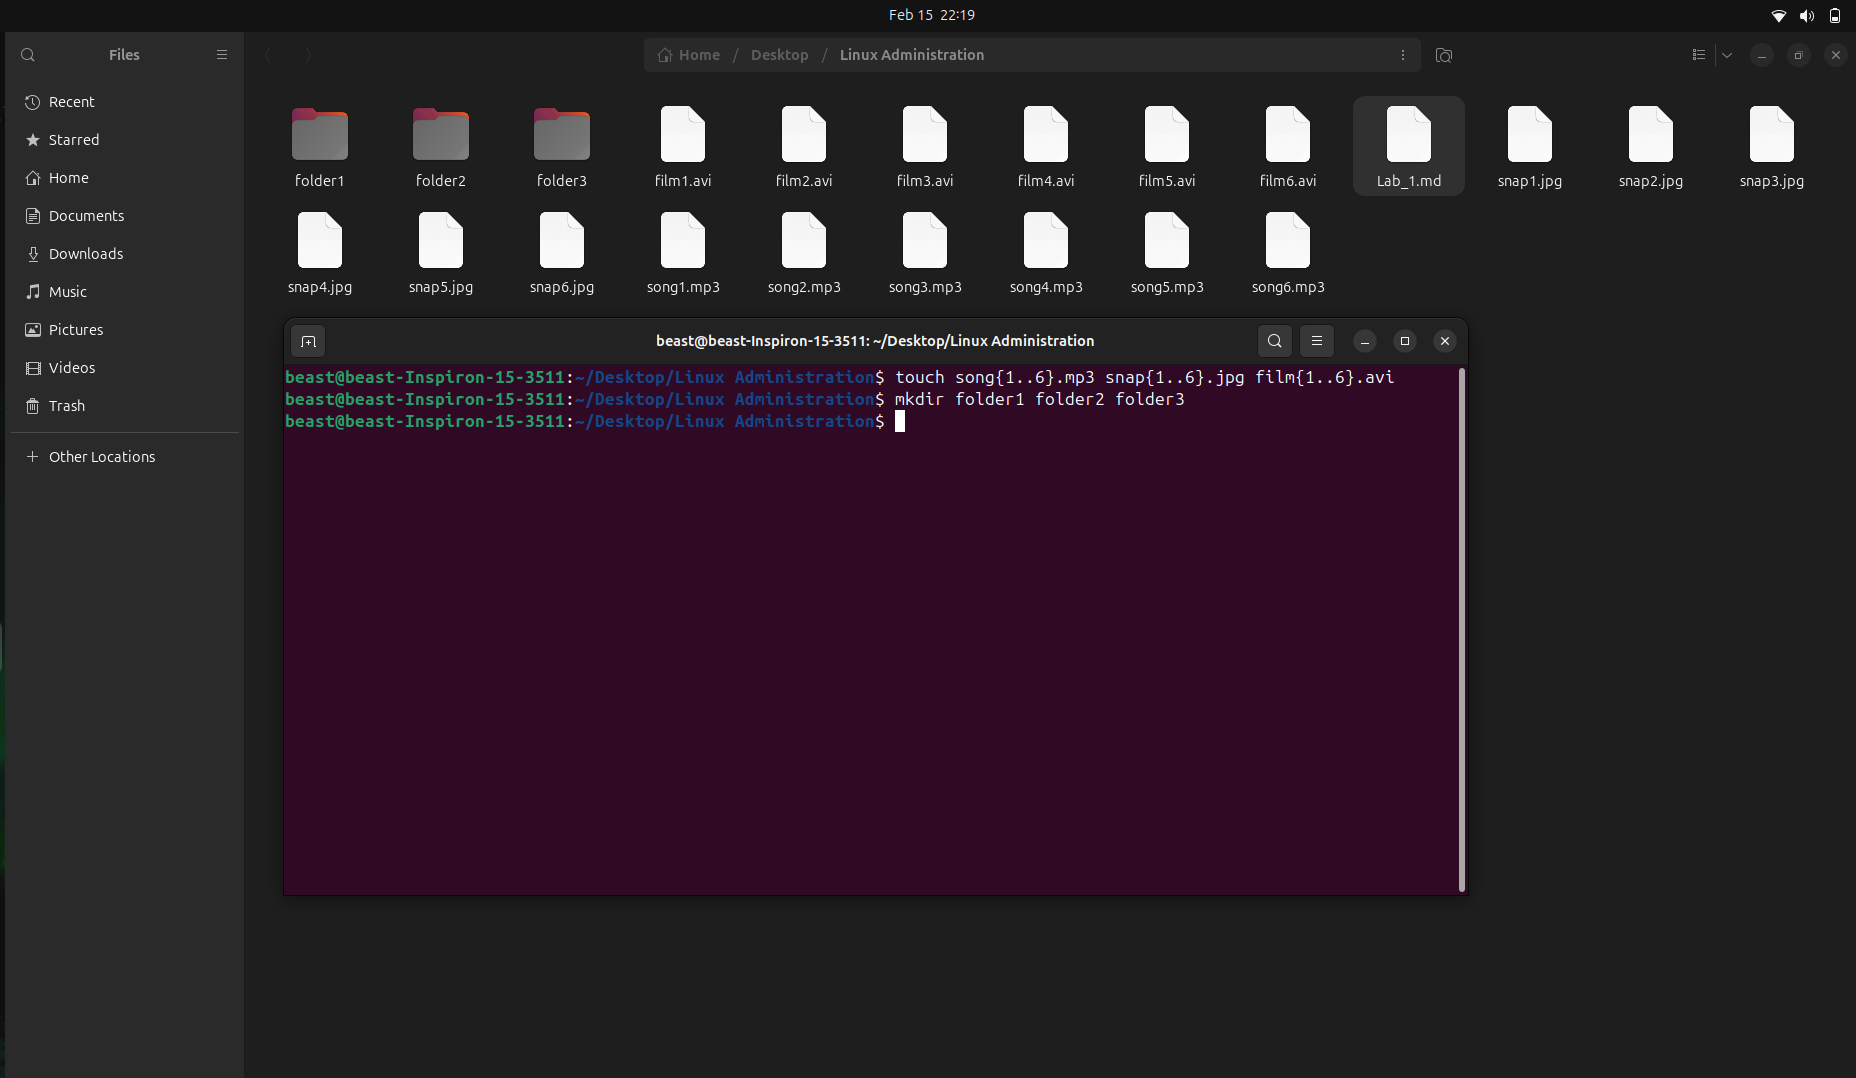 Feb 15 22:19
Files
Home / Desktop / Linux Administration
Recent
Starred
Home
Documents
Downloads
Music
Pictures
Videos
Trash
Other Locations
folder1 folder2 folder3 film1.avi film2.avi film3.avi film4.avi film5.avi film6.avi Lab_1.md snap1.jpg snap2.jpg snap3.jpg
snap4.jpg snap5.jpg snap6.jpg song1.mp3 song2.mp3 song3.mp3 song4.mp3 song5.mp3 song6.mp3
beast@beast-Inspiron-15-3511: ~/Desktop/Linux Administration
beast@beast-Inspiron-15-3511:~/Desktop/Linux Administration$ touch song{1..6}.mp3 snap{1..6}.jpg film{1..6}.avi
beast@beast-Inspiron-15-3511:~/Desktop/Linux Administration$ mkdir folder1 folder2 folder3
beast@beast-Inspiron-15-3511:~/Desktop/Linux Administration$